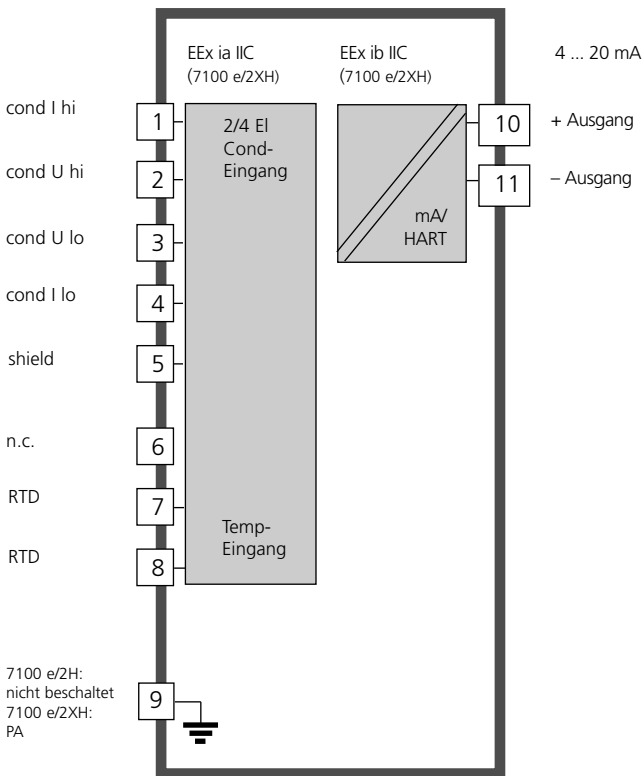 EEx ia IIC
(7100 e/2XH)
EEx ib IIC
(7100 e/2XH)
4 ... 20 mA
cond I hi
1
2/4 El
Cond-
Eingang
10
+ Ausgang
cond U hi
2
11
– Ausgang
mA/
HART
cond U lo
3
cond I lo
4
shield
5
n.c.
6
RTD
7
Temp-
Eingang
RTD
8
7100 e/2H:
nicht beschaltet
7100 e/2XH:
PA
9